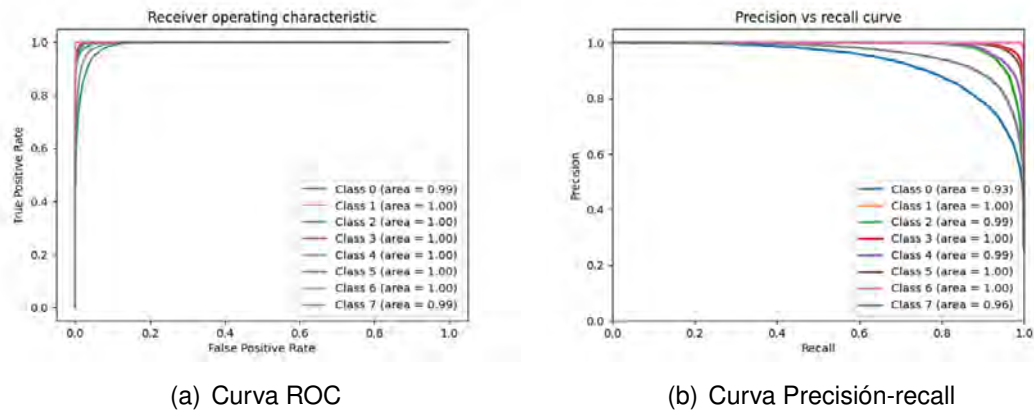 Receiver operating characteristic
1.0
0.8
0.6
0.4
0.2
0.0
True Positive Rate
Class 0 (area = 0.99)
Class 1 (area = 1.00)
Class 2 (area = 1.00)
Class 3 (area = 1.00)
Class 4 (area = 1.00)
Class 5 (area = 1.00)
Class 6 (area = 1.00)
Class 7 (area = 0.99)
0.0 0.2 0.4 0.6 0.8 1.0
False Positive Rate
(a) Curva ROC
Precision vs recall curve
1.0
0.8
0.6
0.4
0.2
0.0
Precision
Class 0 (area = 0.93)
Class 1 (area = 1.00)
Class 2 (area = 0.99)
Class 3 (area = 1.00)
Class 4 (area = 0.99)
Class 5 (area = 1.00)
Class 6 (area = 1.00)
Class 7 (area = 0.96)
0.0 0.2 0.4 0.6 0.8 1.0
Recall
(b) Curva Precisión-recall